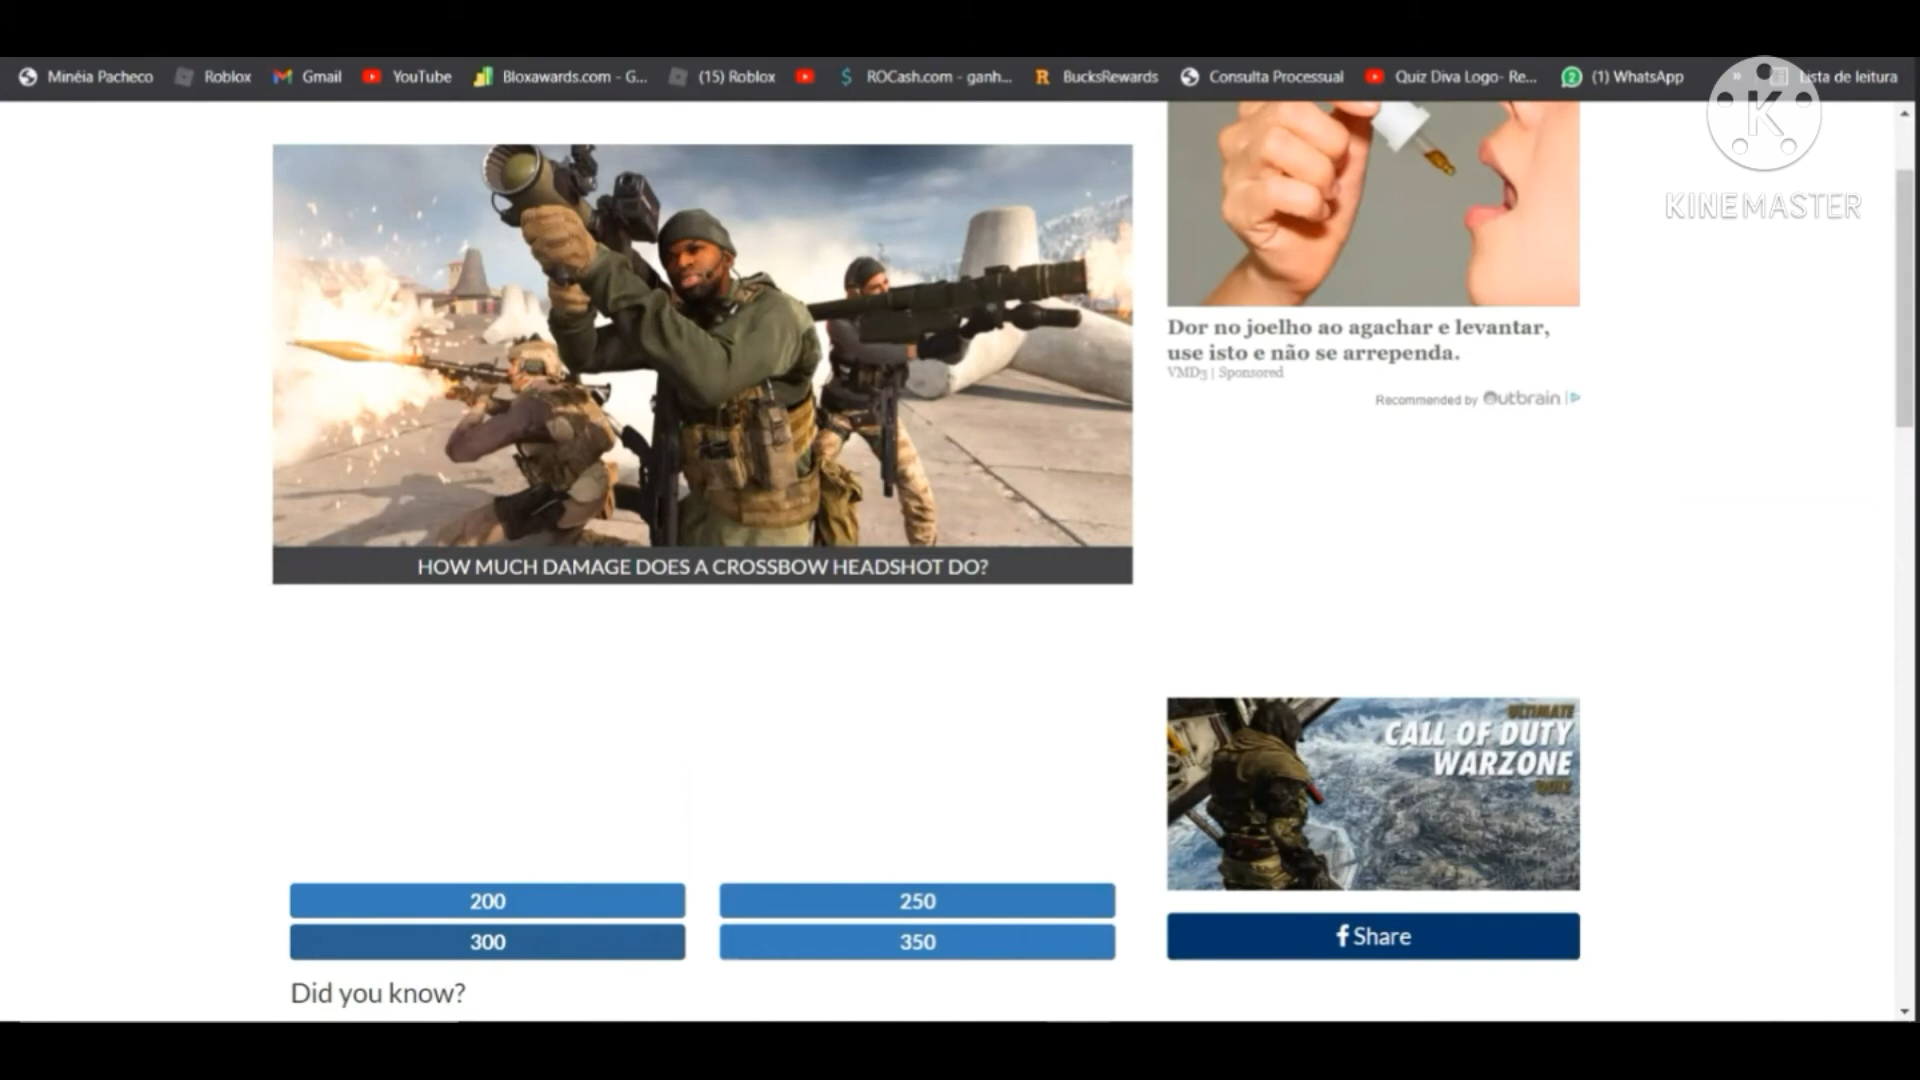 Minéia Pacheco Roblox Gmail YouTube Bloxawards.com - G... (15) Roblox $ ROCash.com - ganh... R BucksRewards Consulta Processual Quiz Diva Logo- Re... 2 (1) WhatsApp » Lista de leitura
K
KINEMASTER
HOW MUCH DAMAGE DOES A CROSSBOW HEADSHOT DO?
Dor no joelho ao agachar e levantar,
use isto e não se arrependa.
VMD3 | Sponsored
Recommended by Outbrain
ULTIMATE
CALL OF DUTY
WARZONE
QUIZ
200
250
300
350
f Share
Did you know?